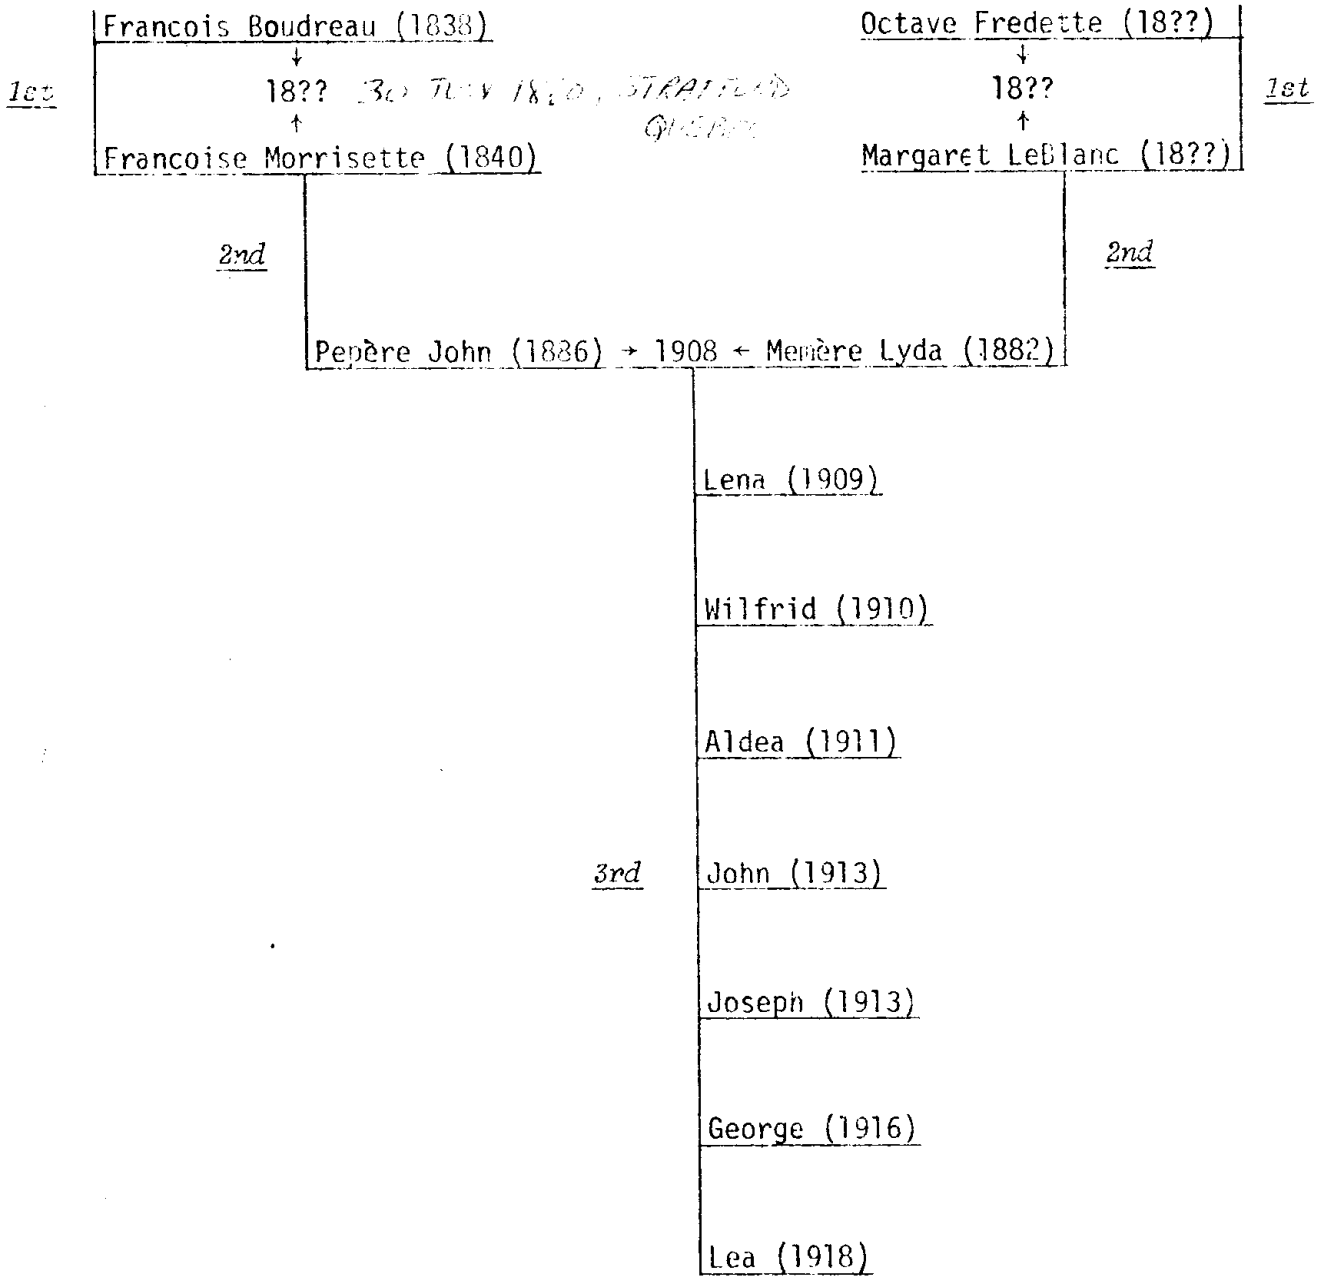 Francois Boudreau (1838)
Octave Fredette (18??)
↓
↓
1st
18?? 30
QUEBEC
18??
1st
↑
↑
Francoise Morrisette (1840)
Margaret LeBlanc (18??)
2nd
2nd
Pepère John (1886) → 1908 ← Memère Lyda (1882)
Lena (1909)
Wilfrid (1910)
Aldea (1911)
3rd
John (1913)
Joseph (1913)
George (1916)
Lea (1918)